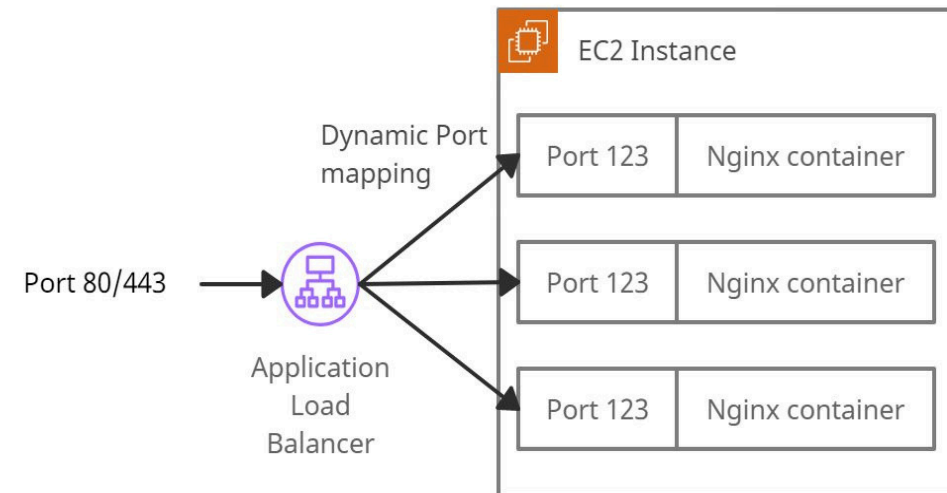 EC2 Instance
Dynamic Port
mapping
Port 123
Nginx container
Port 80/443
Port 123
Nginx container
Application
Load
Balancer
Port 123
Nginx container